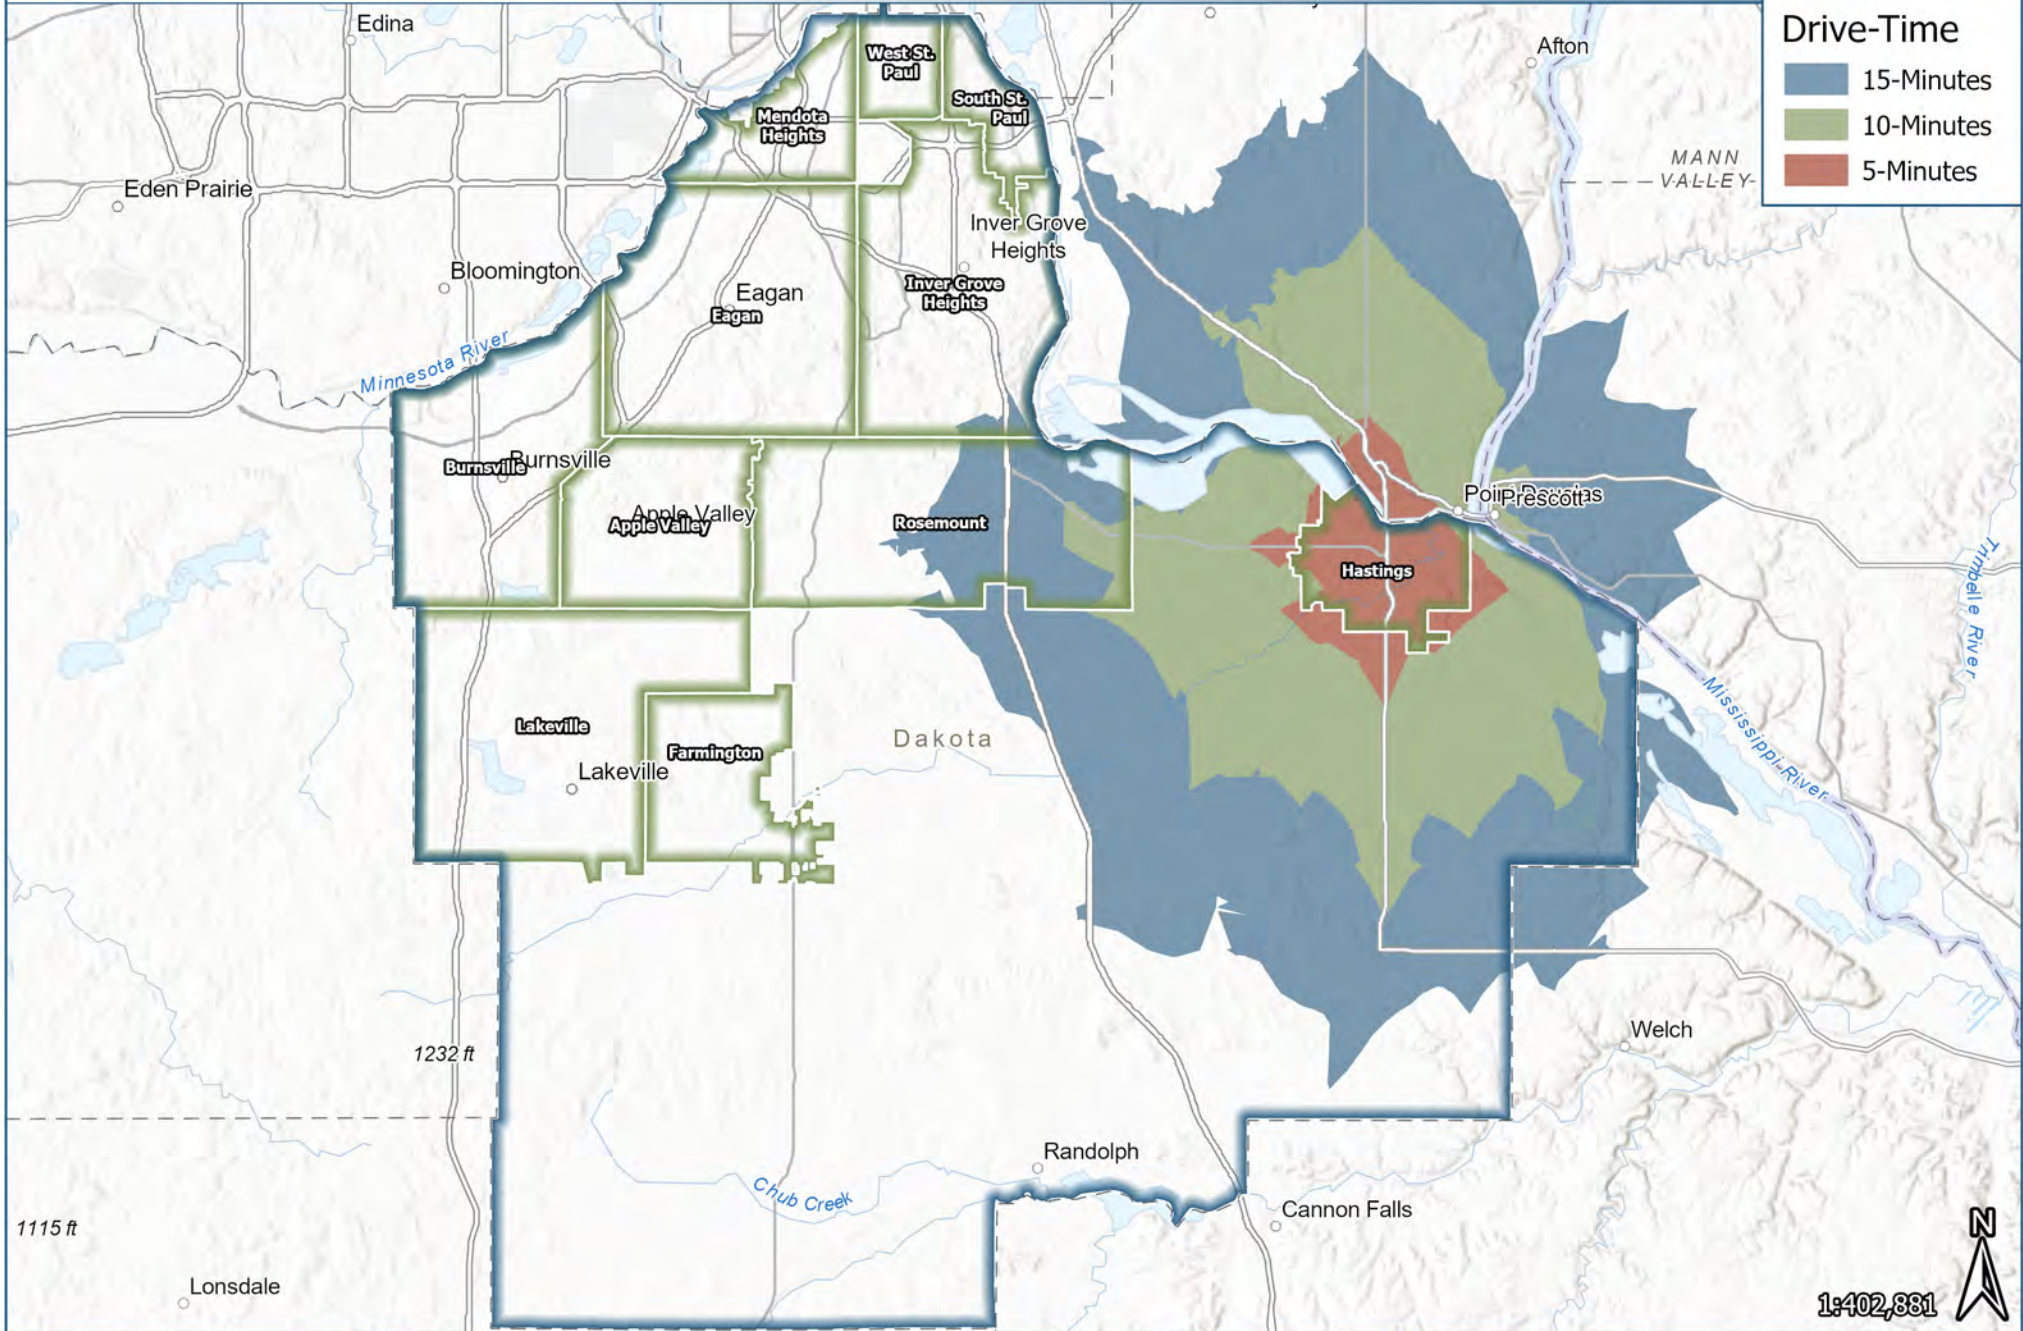 Drive-Time
15-Minutes
10-Minutes
5-Minutes
Edina
Afton
West St.
Paul
South St.
Paul
Mendota
Heights
MANN
VALLEY
Eden Prairie
Inver Grove
Heights
Bloomington
Eagan
Eagan
Inver Grove
Heights
Minnesota River
Burnsville
Burnsville
Prescott
Apple Valley
Apple Valley
Rosemount
Hastings
Trimbelle River
Mississippi River
Lakeville
Lakeville
Farmington
Dakota
1232 ft
Welch
Randolph
Chub Creek
Cannon Falls
1115 ft
Lonsdale
N
1:402,881